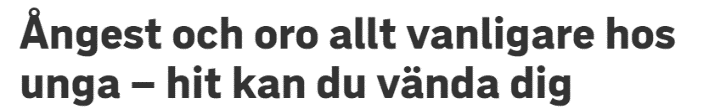 Ångest och oro allt vanligare hos
unga – hit kan du vända dig